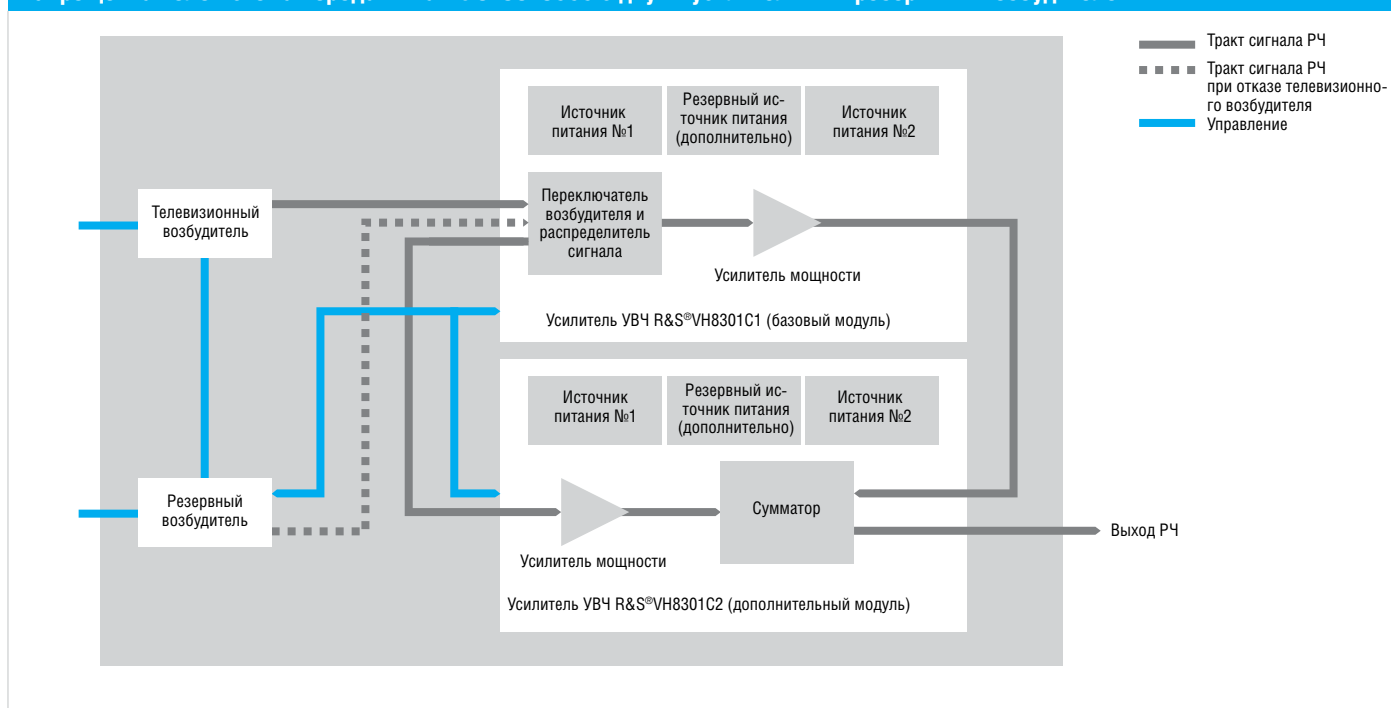 Тракт сигнала РЧ
Тракт сигнала РЧ
при отказе телевизионно-
го возбудителя
Управление
Источник
питания №1
Резервный ис-
точник питания
(дополнительно)
Источник
питания №2
Телевизионный
возбудитель
Переключатель
возбудителя и
распределитель
сигнала
Усилитель мощности
Усилитель УВЧ R&S®VH8301C1 (базовый модуль)
Источник
питания №1
Резервный ис-
точник питания
(дополнительно)
Источник
питания №2
Резервный
возбудитель
Сумматор
Выход РЧ
Усилитель мощности
Усилитель УВЧ R&S®VH8301C2 (дополнительный модуль)